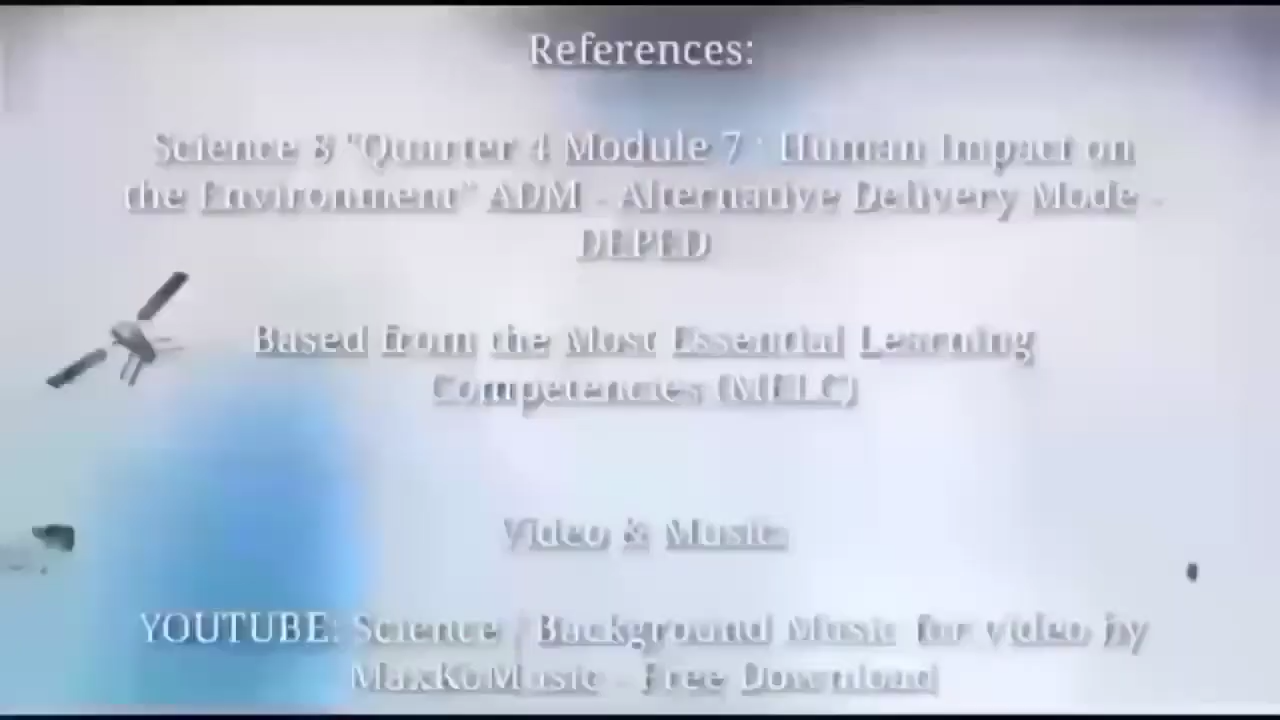 References:
Science 8 "Quarter 4 Module 7 : Human Impact on
the Environment" ADM - Alternative Delivery Mode -
DEPED
Based from the Most Essential Learning
Competencies (MELC)
Video & Music:
YOUTUBE: Science | Background Music for video by
MaxKoMusic - Free Download